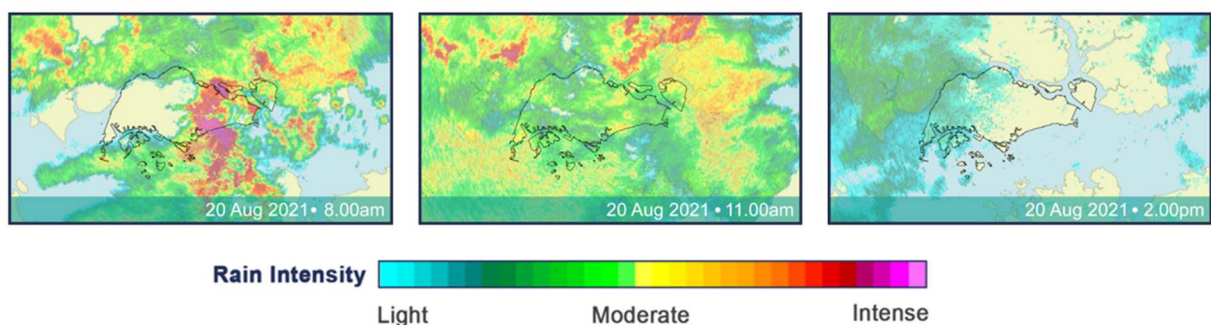 20 Aug 2021 • 8.00am
20 Aug 2021 • 11.00am
20 Aug 2021 • 2.00pm
Rain Intensity
Light
Moderate
Intense